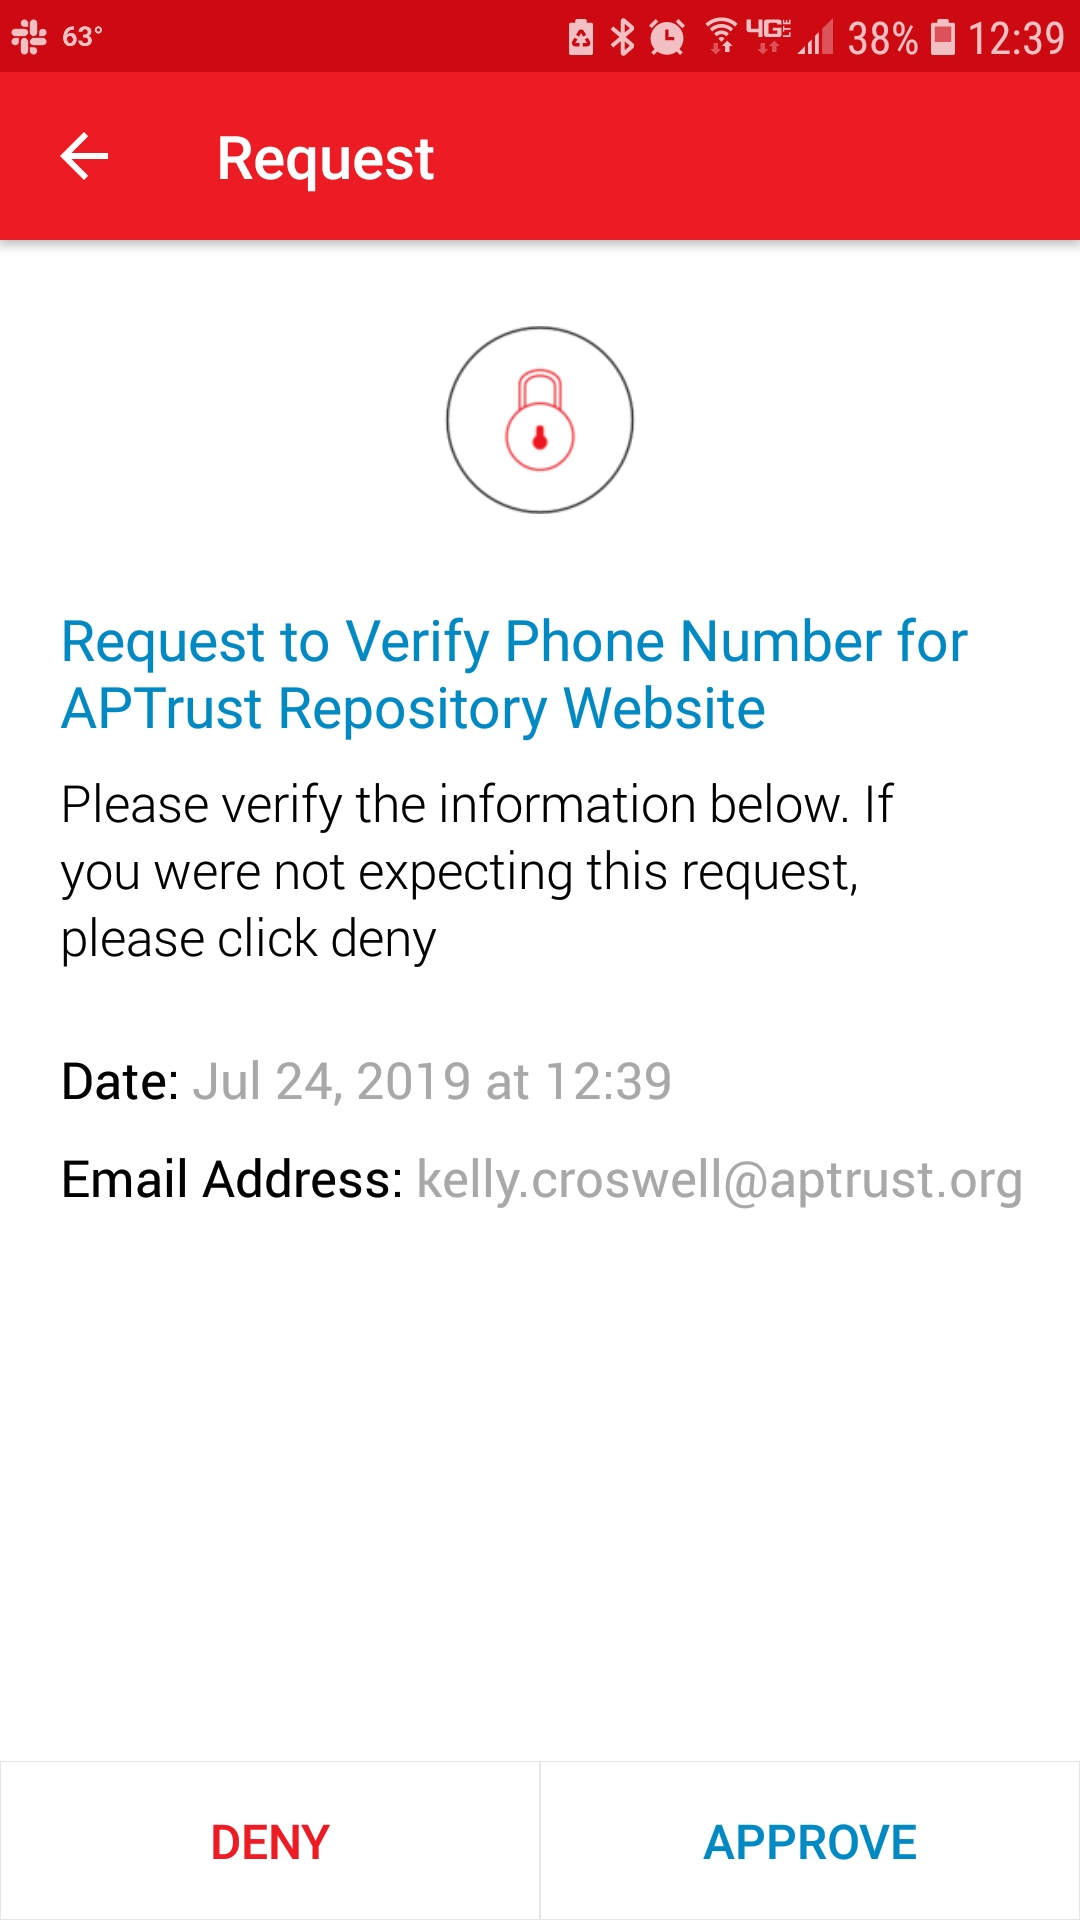 63° 4G LTE 38% 12:39
Request
Request to Verify Phone Number for
APTrust Repository Website
Please verify the information below. If
you were not expecting this request,
please click deny
Date: Jul 24, 2019 at 12:39
Email Address: kelly.croswell@aptrust.org
DENY APPROVE